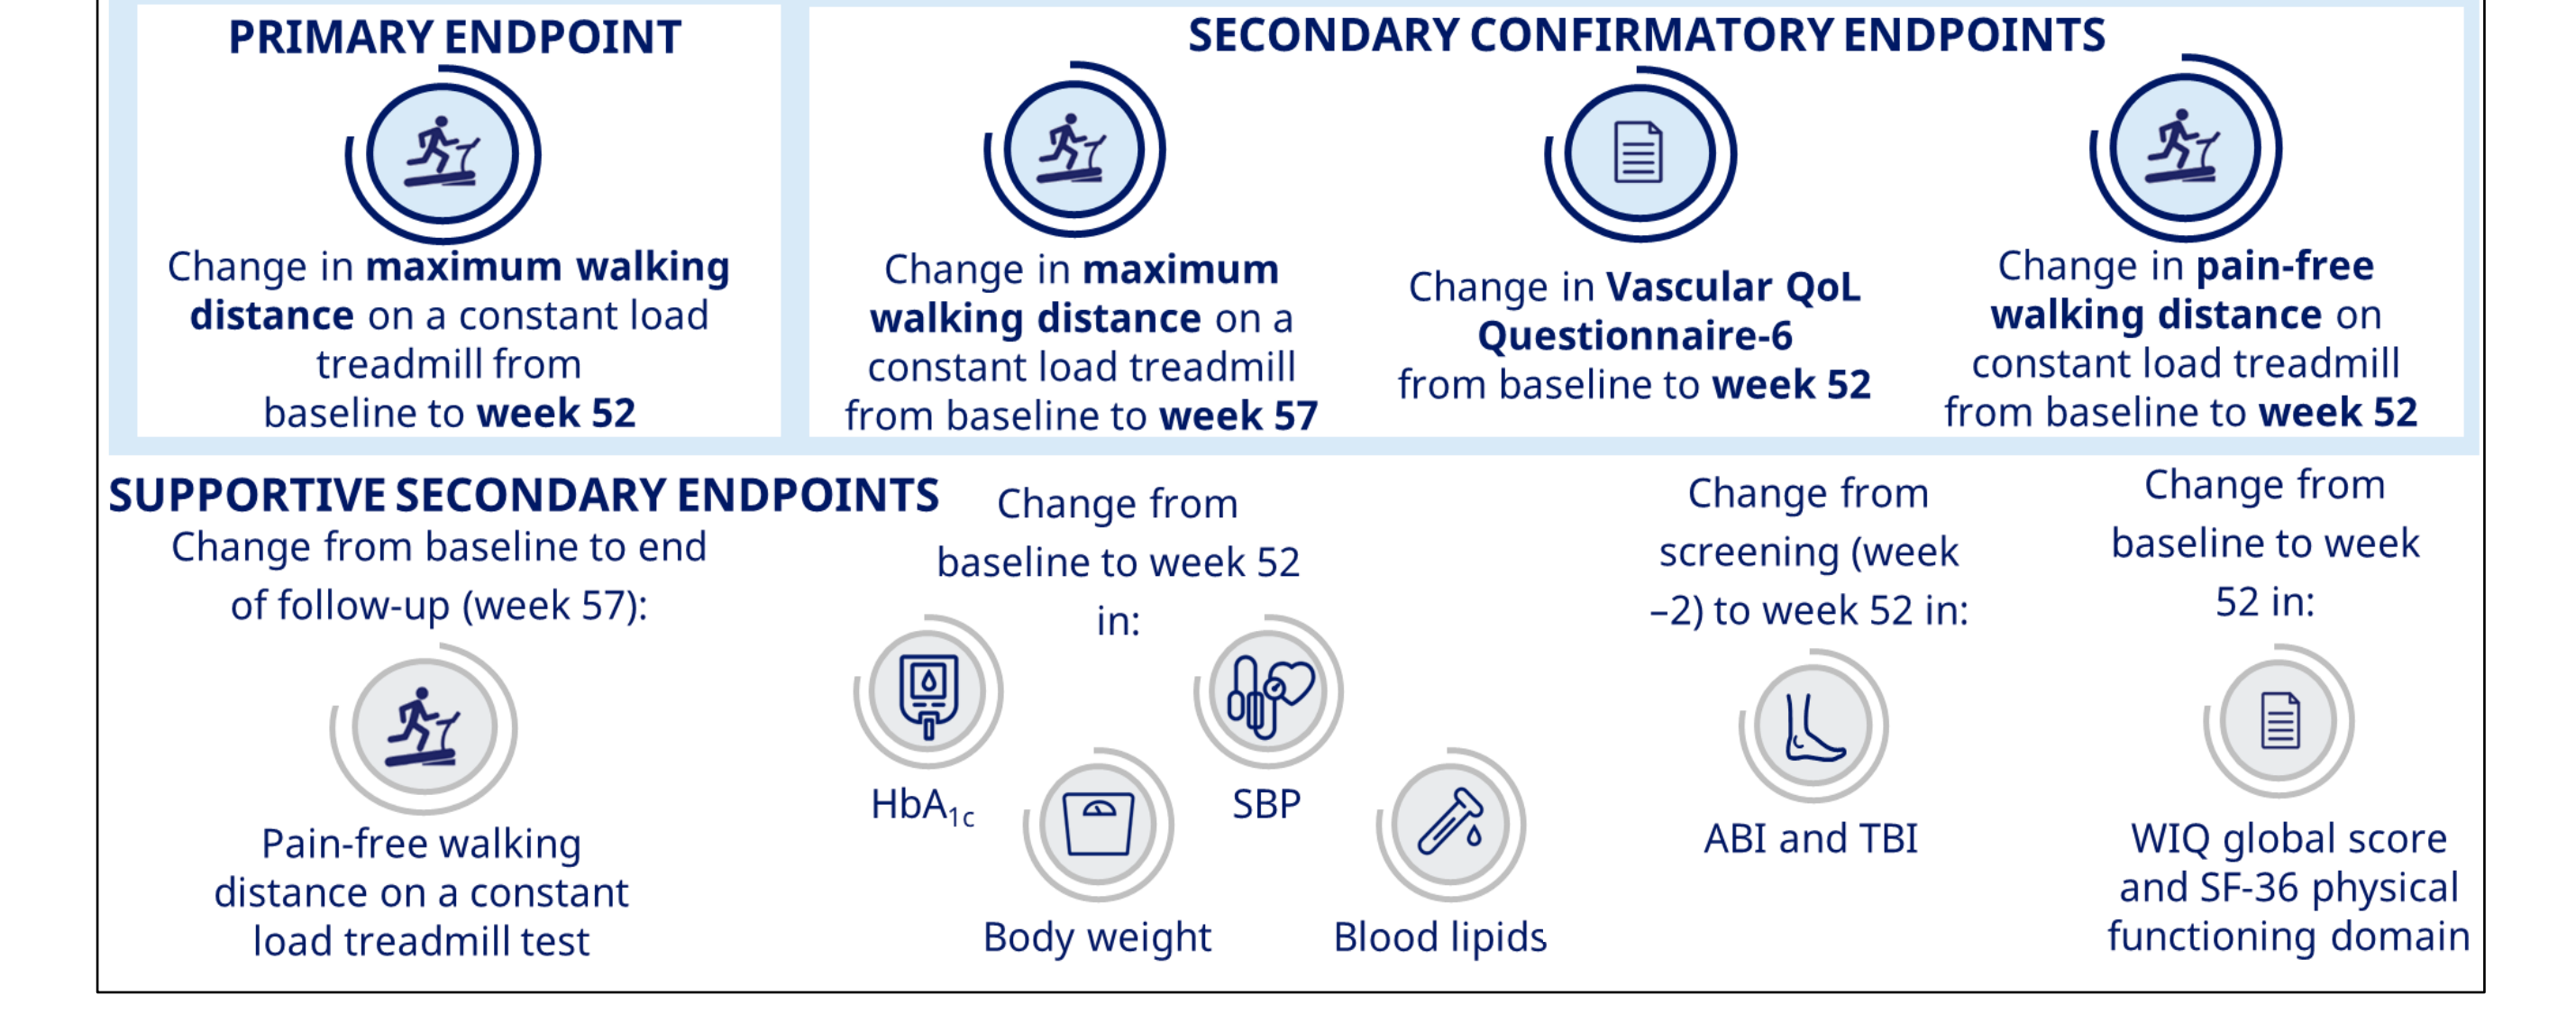 PRIMARY ENDPOINT
Change in maximum walking
distance on a constant load
treadmill from
baseline to week 52
SECONDARY CONFIRMATORY ENDPOINTS
Change in maximum
walking distance on a
constant load treadmill
from baseline to week 57
Change in Vascular QoL
Questionnaire-6
from baseline to week 52
Change in pain-free
walking distance on
constant load treadmill
from baseline to week 52
SUPPORTIVE SECONDARY ENDPOINTS
Change from baseline to end
of follow-up (week 57):
Pain-free walking
distance on a constant
load treadmill test
Change from
baseline to week 52
in:
HbA1c
Body weight
SBP
Blood lipids
Change from
screening (week
–2) to week 52 in:
ABI and TBI
Change from
baseline to week
52 in:
WIQ global score
and SF-36 physical
functioning domain